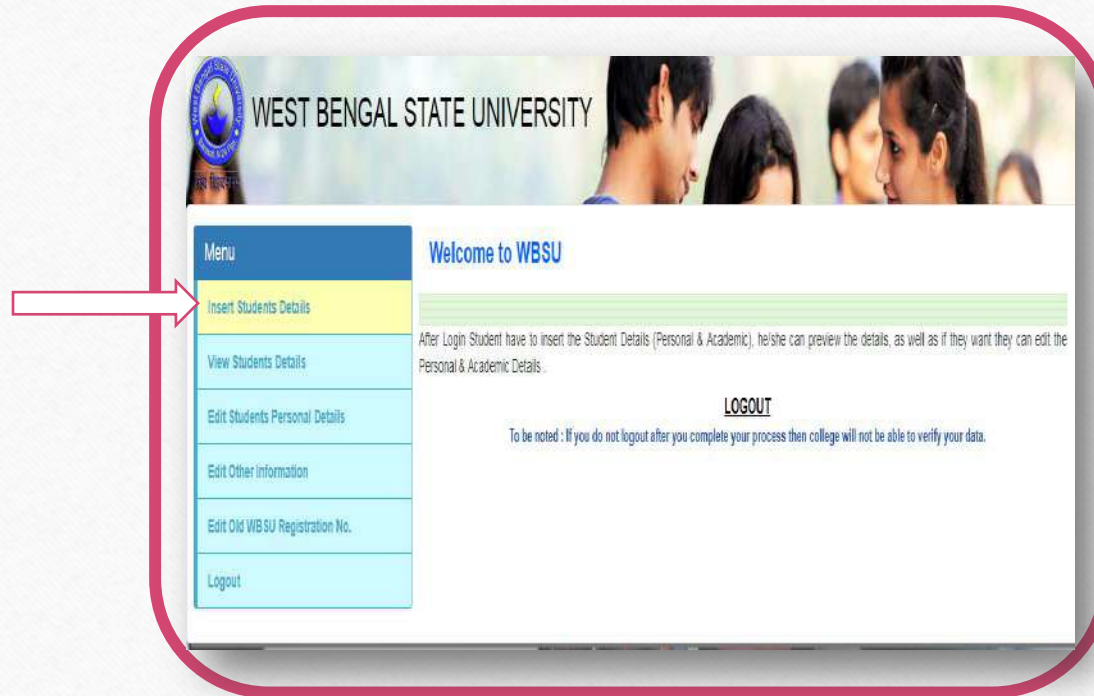 West Bengal State University
WEST BENGAL STATE UNIVERSITY
Menu
Insert Students Details
View Students Details
Edit Students Personal Details
Edit Other Information
Edit Old WBSU Registration No.
Logout
Welcome to WBSU
After Login Student have to insert the Student Details (Personal & Academic), he/she can preview the details, as well as if they want they can edit the
Personal & Academic Details .
LOGOUT
To be noted : If you do not logout after you complete your process then college will not be able to verify your data.